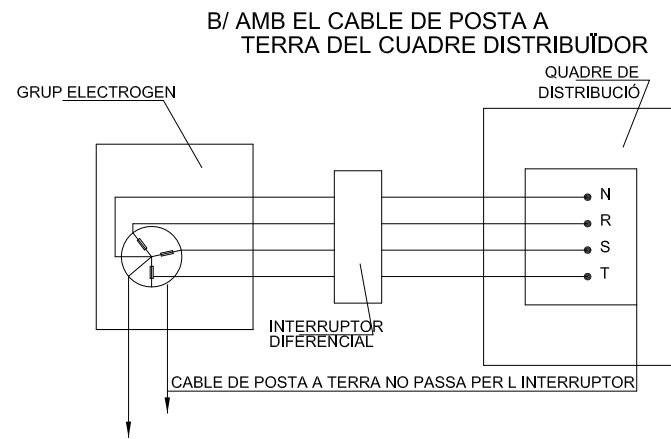 B/ AMB EL CABLE DE POSTA A
TERRA DEL CUADRE DISTRIBUÏDOR
QUADRE DE
DISTRIBUCIÓ
GRUP ELECTROGEN
N
R
S
T
INTERRUPTOR
DIFERENCIAL
CABLE DE POSTA A TERRA NO PASSA PER L INTERRUPTOR